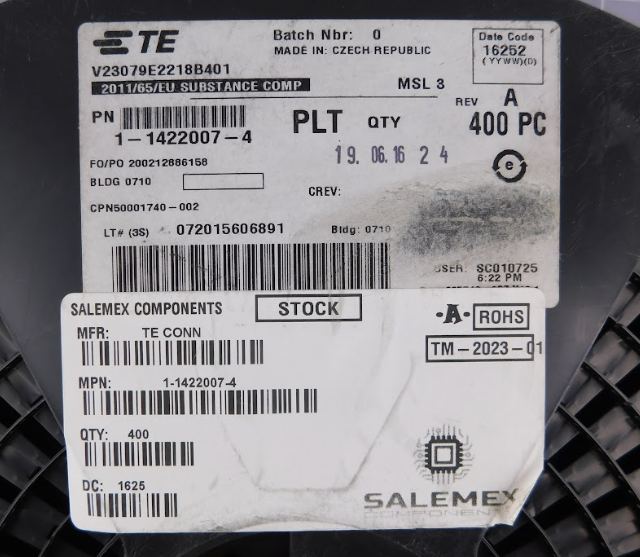 TE
Batch Nbr: 0
MADE IN: CZECH REPUBLIC
Date Code
16252
(YYWW)(D)
V23079E2218B401
2011/65/EU SUBSTANCE COMP
MSL 3
PN
1-1422007-4
PLT QTY
REV A
400 PC
19.06.16 24
e
FO/PO 200212886158
BLDG 0710
CREV:
CPN50001740-002
LT# (3S) 072015606891
Bldg: 0710
USER: SC010725
6:22 PM
SALEMEX COMPONENTS
STOCK
·A· ROHS
MFR: TE CONN
TM-2023-01
MPN: 1-1422007-4
QTY: 400
DC: 1625
SALEMEX
COMPONENTS